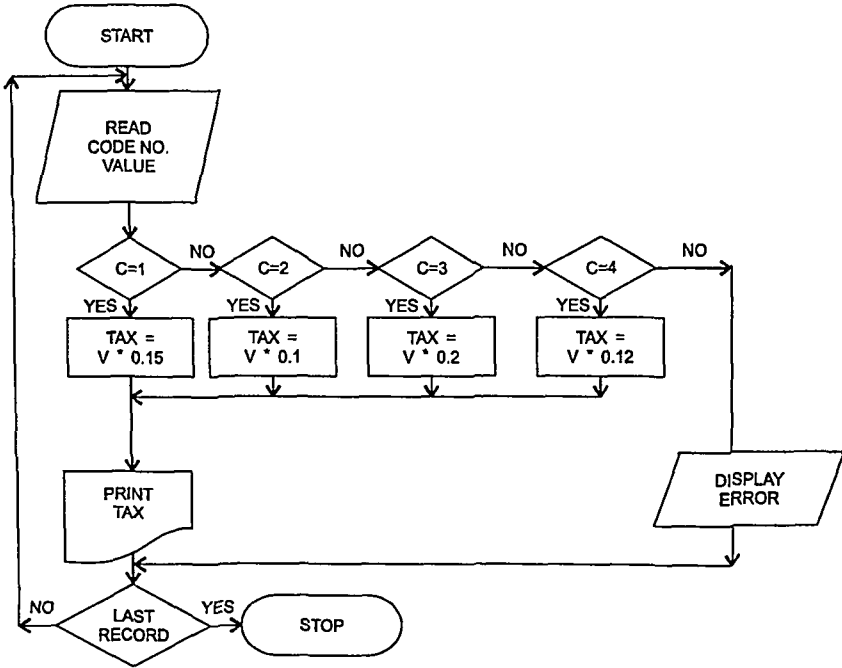 START
READ
CODE NO.
VALUE
C=1
NO
C=2
NO
C=3
NO
C=4
NO
YES
YES
YES
YES
TAX =
V * 0.15
TAX =
V * 0.1
TAX =
V * 0.2
TAX =
V * 0.12
PRINT
TAX
DISPLAY
ERROR
NO
LAST
RECORD
YES
STOP